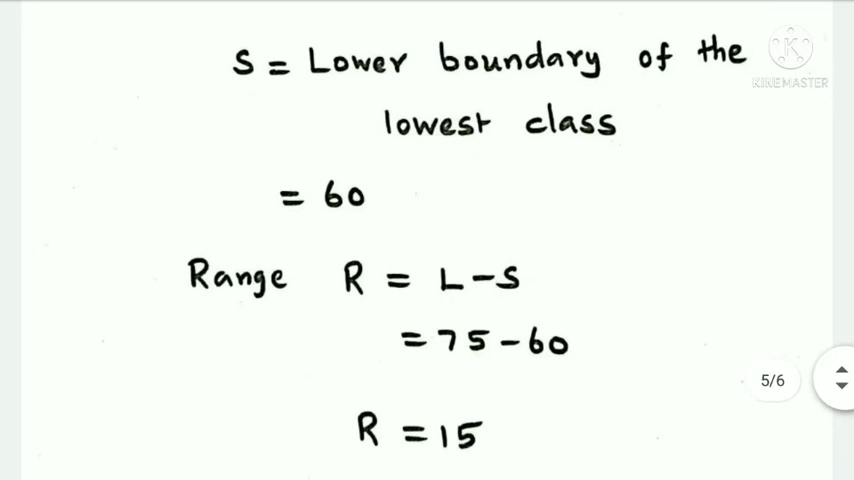 S = Lower boundary of the
lowest class
= 60
Range R = L - S
= 75 - 60
R = 15
5/6
KINEMASTER